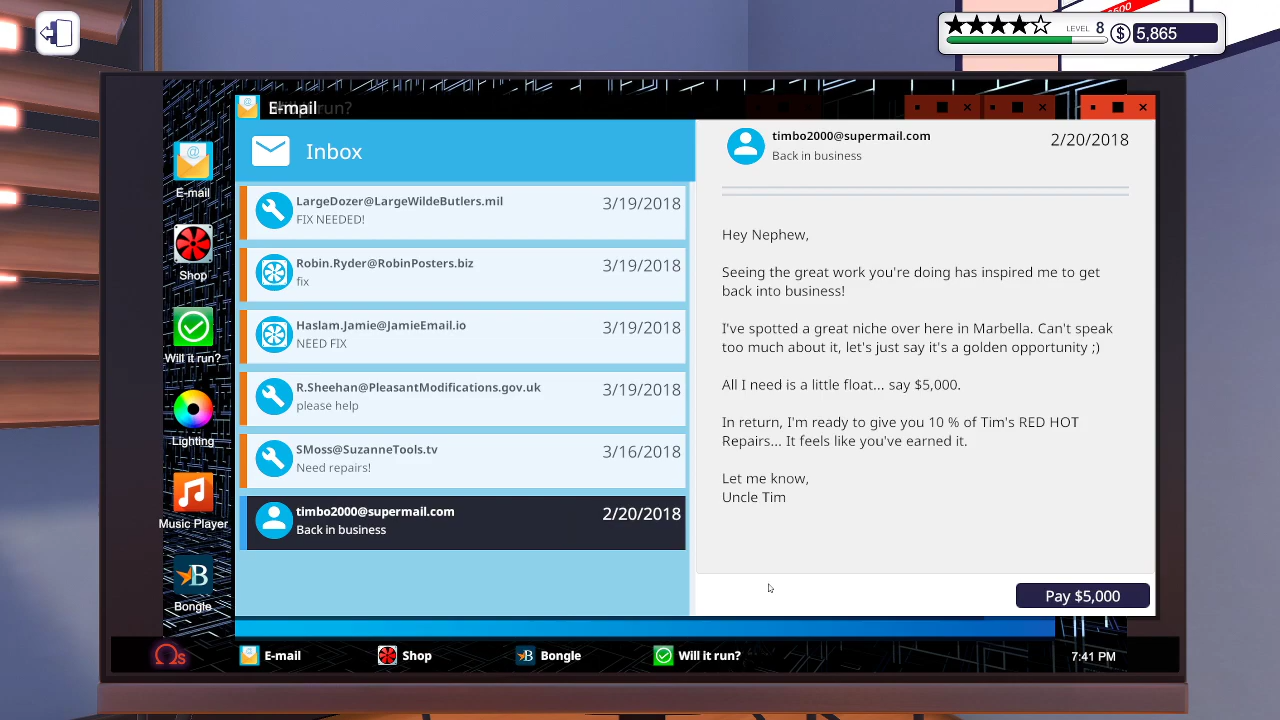 $600
LEVEL 8
$ 5,865
E-mail
Inbox
LargeDozer@LargeWildeButlers.mil
3/19/2018
FIX NEEDED!
Robin.Ryder@RobinPosters.biz
3/19/2018
fix
Haslam.Jamie@JamieEmail.io
3/19/2018
NEED FIX
R.Sheehan@PleasantModifications.gov.uk
3/19/2018
please help
SMoss@SuzanneTools.tv
3/16/2018
Need repairs!
timbo2000@supermail.com
2/20/2018
Back in business
timbo2000@supermail.com
2/20/2018
Back in business
Hey Nephew,
Seeing the great work you're doing has inspired me to get
back into business!
I've spotted a great niche over here in Marbella. Can't speak
too much about it, let's just say it's a golden opportunity ;)
All I need is a little float... say $5,000.
In return, I'm ready to give you 10 % of Tim's RED HOT
Repairs... It feels like you've earned it.
Let me know,
Uncle Tim
Pay $5,000
E-mail
Shop
Will it run?
Lighting
Music Player
B
Bongle
Ωs
E-mail
Shop
B
Bongle
Will it run?
7:41 PM